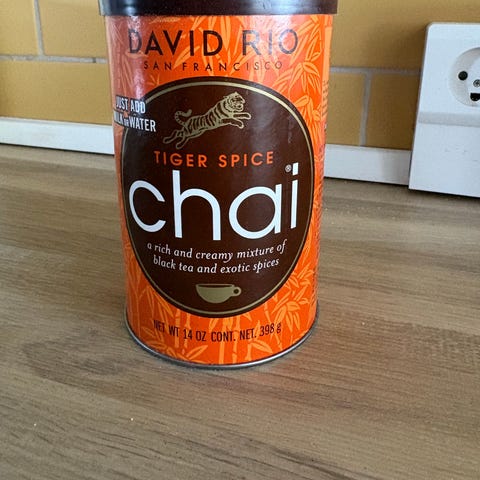 DAVID RIO
SAN FRANCISCO
JUST ADD
MILK OR WATER
TIGER SPICE
chai®
a rich and creamy mixture of
black tea and exotic spices
NET WT 14 OZ CONT. NET. 398 g